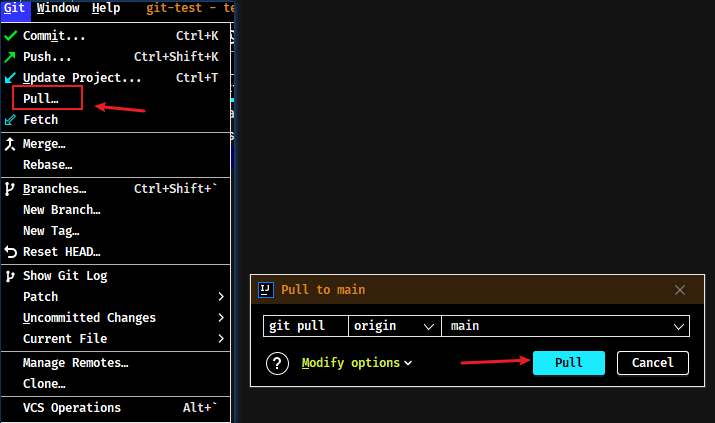 Git Window Help git-test - te
Commit... Ctrl+K
Push... Ctrl+Shift+K
Update Project... Ctrl+T
Pull…
Fetch
Merge…
Rebase…
Branches… Ctrl+Shift+`
New Branch…
New Tag…
Reset HEAD…
Show Git Log
Patch
Uncommitted Changes
Current File
Manage Remotes…
Clone…
VCS Operations Alt+`
IJ Pull to main
git pull origin main
? Modify options Pull Cancel